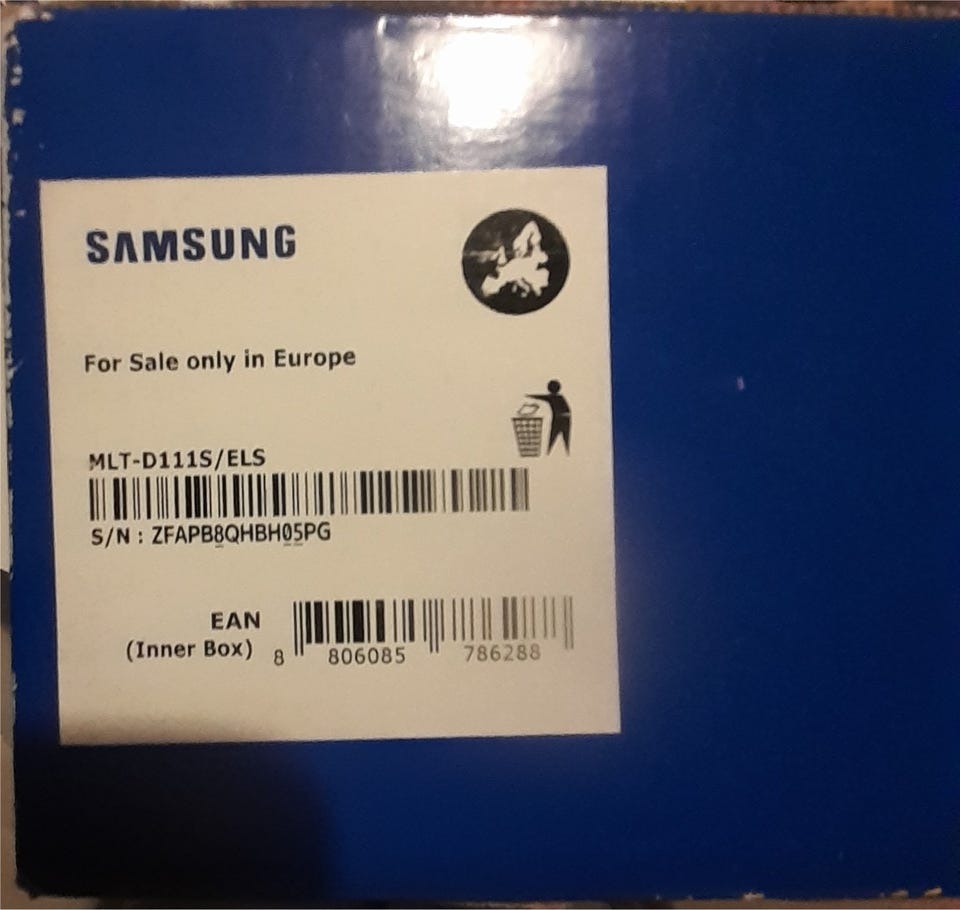 SAMSUNG
For Sale only in Europe
MLT-D111S/ELS
S/N : ZFAPB8QHBH05PG
EAN
(Inner Box)
8 806085 786288